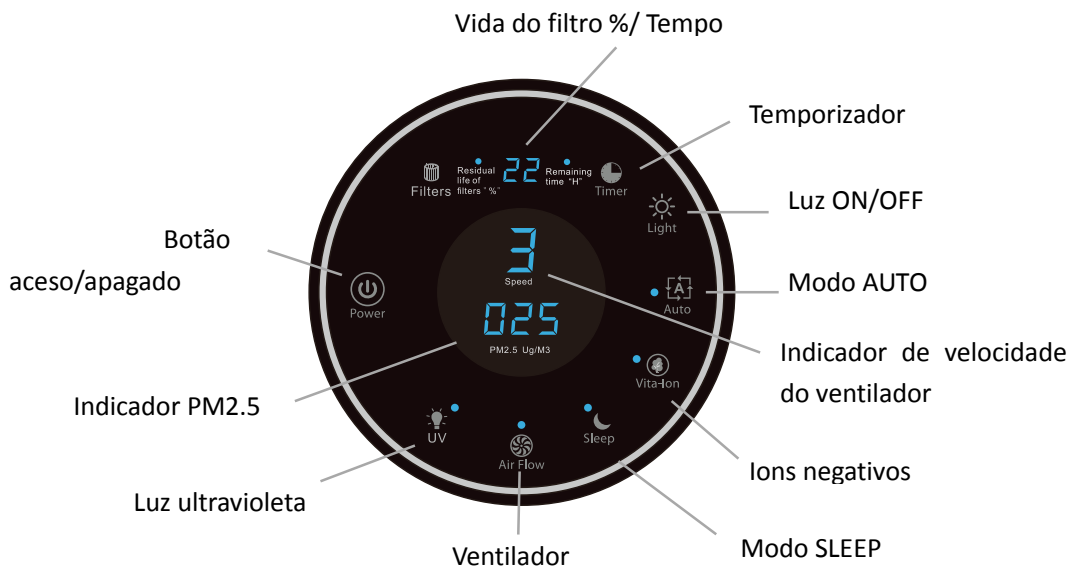 Vida do filtro %/ Tempo
Temporizador
Luz ON/OFF
Modo AUTO
Indicador de velocidade
do ventilador
Ions negativos
Modo SLEEP
Ventilador
Luz ultravioleta
Indicador PM2.5
Botão
aceso/apagado
Filters
Residual
life of
filters "%"
22
Remaining
time "H"
Timer
Light
Auto
Vita-Ion
Sleep
Air Flow
UV
Power
3
Speed
025
PM2.5 Ug/M3